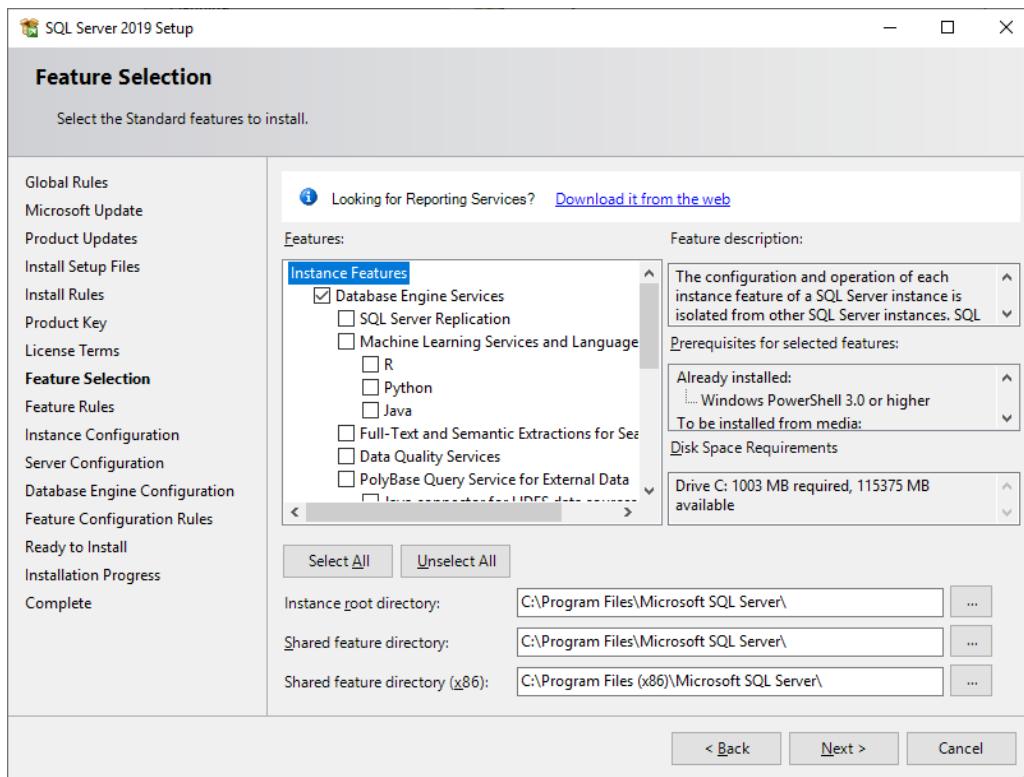 SQL Server 2019 Setup
Feature Selection
Select the Standard features to install.
Global Rules
Microsoft Update
Product Updates
Install Setup Files
Install Rules
Product Key
License Terms
Feature Selection
Feature Rules
Instance Configuration
Server Configuration
Database Engine Configuration
Feature Configuration Rules
Ready to Install
Installation Progress
Complete
Looking for Reporting Services? Download it from the web
Features:
Instance Features
Database Engine Services
SQL Server Replication
Machine Learning Services and Language
R
Python
Java
Full-Text and Semantic Extractions for Sea
Data Quality Services
PolyBase Query Service for External Data
Java connector for HDFS data sources
Feature description:
The configuration and operation of each
instance feature of a SQL Server instance is
isolated from other SQL Server instances. SQL
Prerequisites for selected features:
Already installed:
Windows PowerShell 3.0 or higher
To be installed from media:
Disk Space Requirements
Drive C: 1003 MB required, 115375 MB
available
Select All
Unselect All
Instance root directory:
C:\Program Files\Microsoft SQL Server\
...
Shared feature directory:
C:\Program Files\Microsoft SQL Server\
...
Shared feature directory (x86):
C:\Program Files (x86)\Microsoft SQL Server\
...
< Back
Next >
Cancel